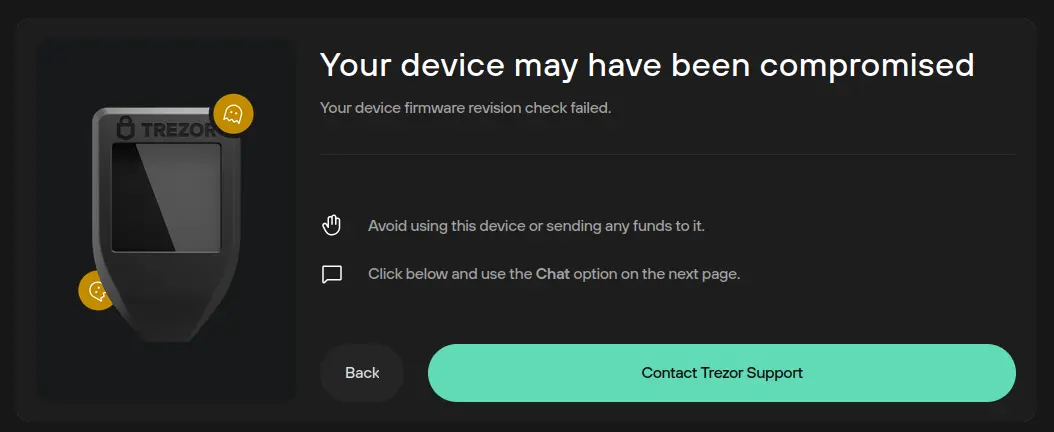 TREZOR
Your device may have been compromised
Your device firmware revision check failed.
Avoid using this device or sending any funds to it.
Click below and use the Chat option on the next page.
Back
Contact Trezor Support